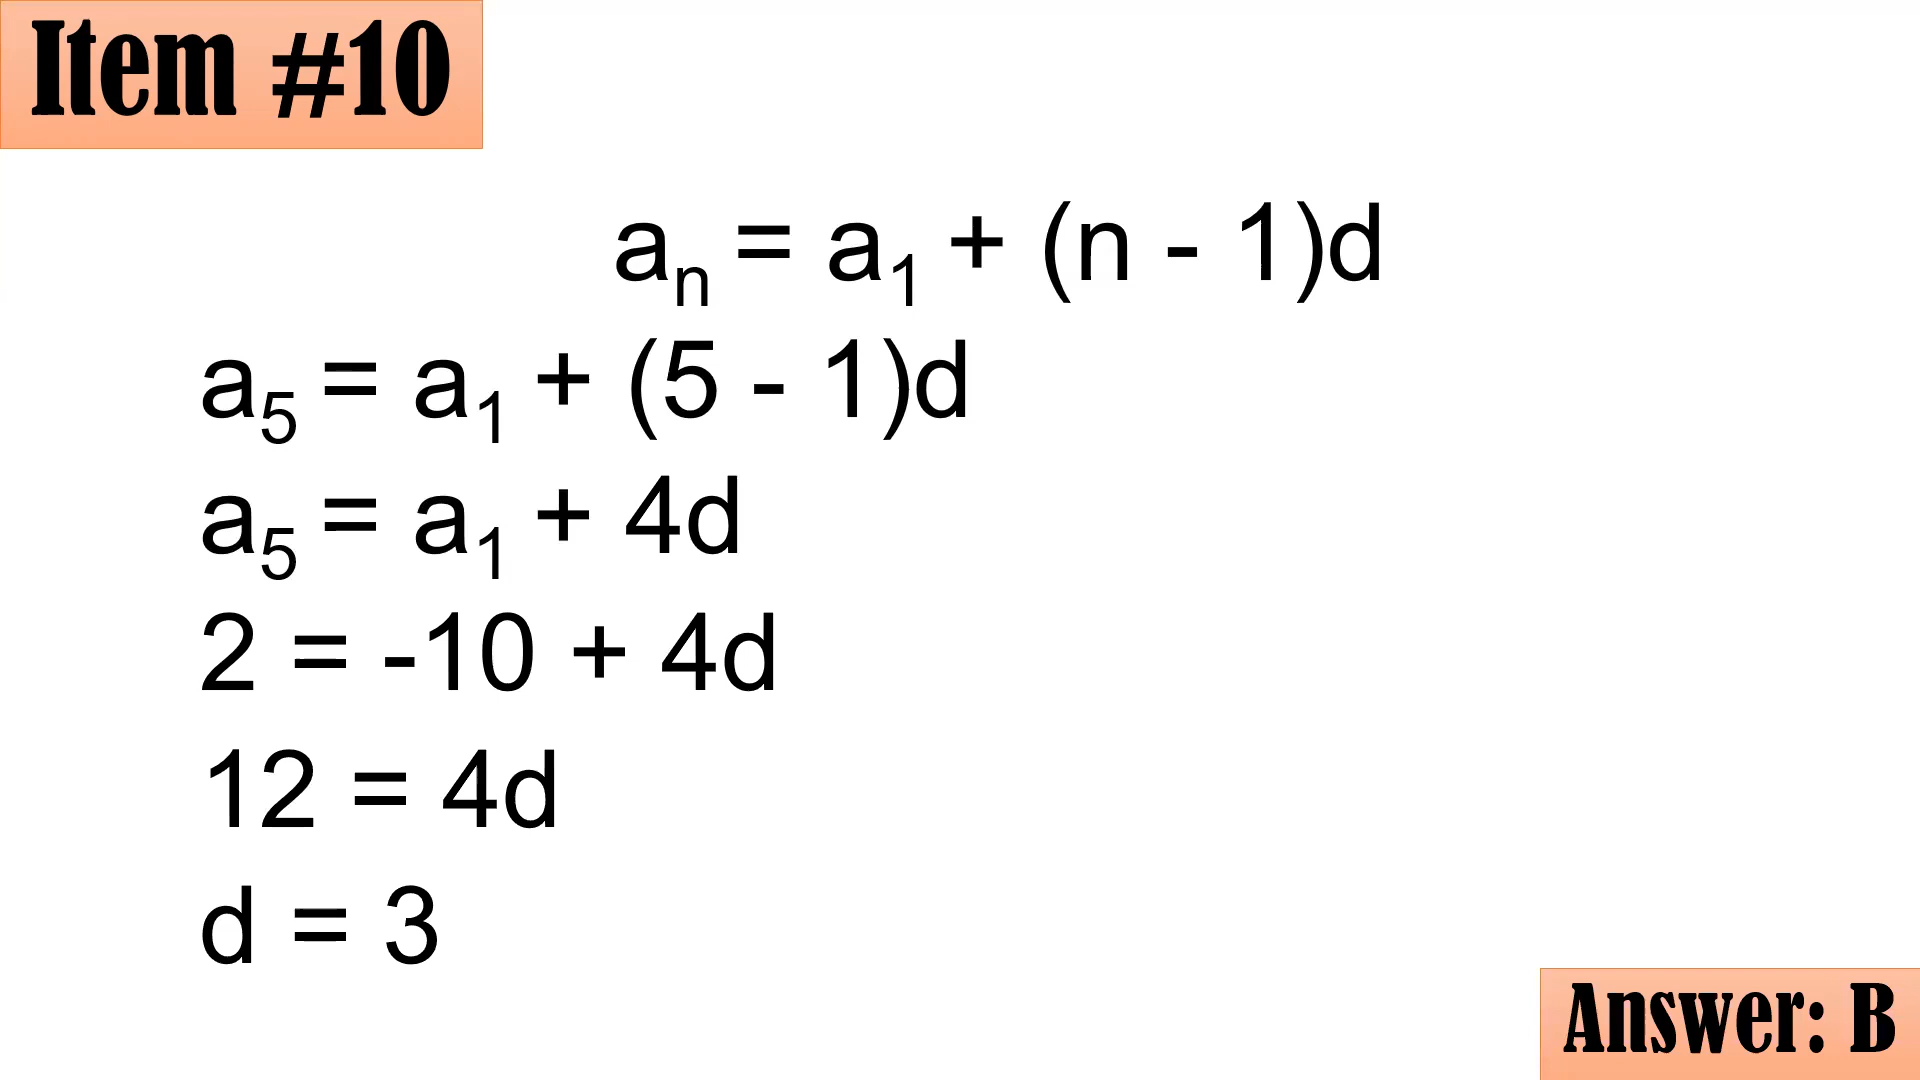 Item #10
aₙ = a₁ + (n - 1)d
a₅ = a₁ + (5 - 1)d
a₅ = a₁ + 4d
2 = -10 + 4d
12 = 4d
d = 3
Answer: B